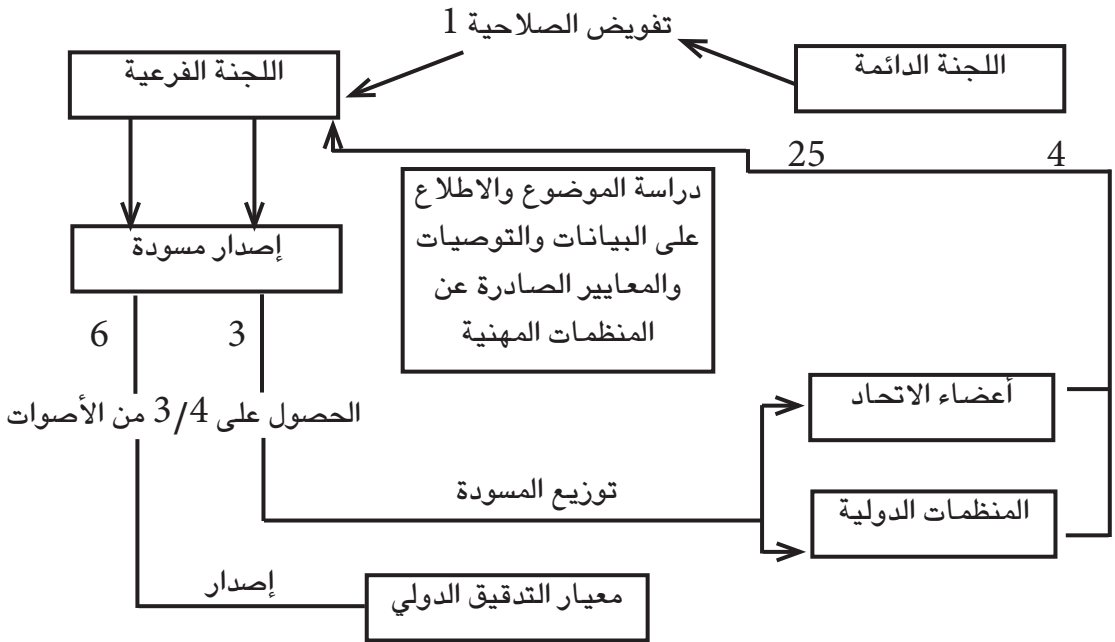 تفويض الصلاحية 1
اللجنة الدائمة
اللجنة الفرعية
25
4
دراسة الموضوع والاطلاع
على البيانات والتوصيات
والمعايير الصادرة عن
المنظمات المهنية
إصدار مسودة
6
3
الحصول على 3/4 من الأصوات
أعضاء الاتحاد
توزيع المسودة
المنظمات الدولية
إصدار
معيار التدقيق الدولي